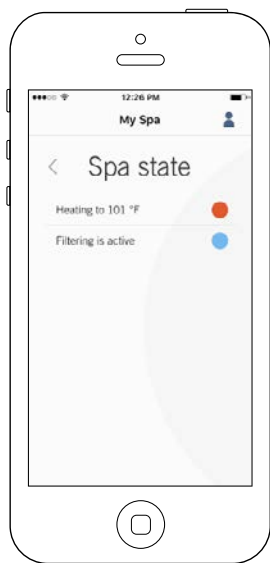 12:26 PM
My Spa
Spa state
Heating to 101 °F
Filtering is active